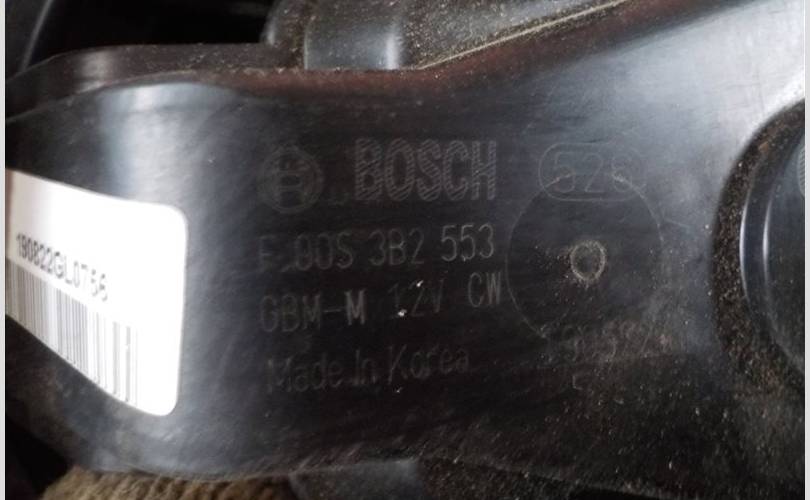 BOSCH
528
F 00S 3B2 553
GBM-M 12V CW
Made In Korea
190822GL0756